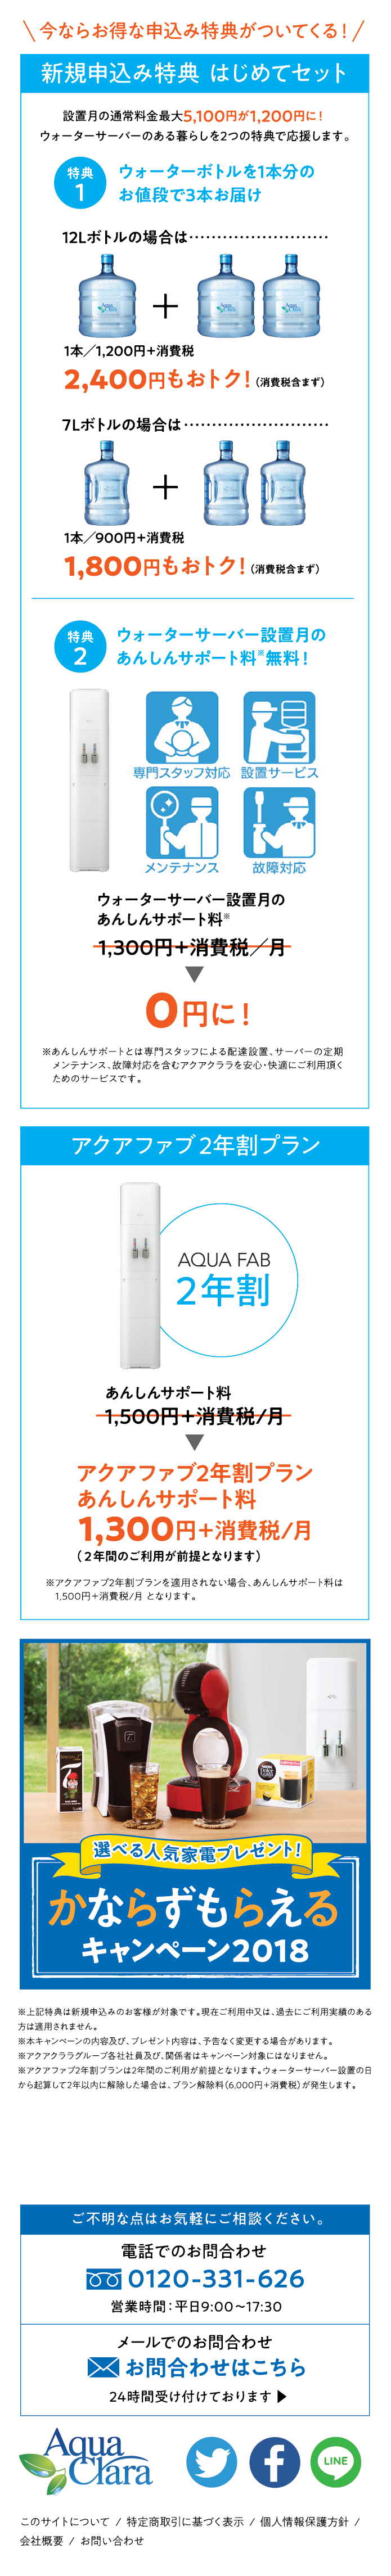 今ならお得な申込み特典がついてくる!
新規申込み特典 はじめてセット
設置月の通常料金最大5,100円が1,200円に!
ウォーターサーバーのある暮らしを2つの特典で応援します。
特典
1
ウォーターボトルを1本分の
お値段で3本お届け
12Lボトルの場合は
Aqua Clara
+
Aqua Clara
Aqua Clara
1本/1,200円+消費税
2,400円もおトク!(消費税含まず)
7Lボトルの場合は
+
1本/900円+消費税
1,800円もおトク!(消費税含まず)
特典
2
ウォーターサーバー設置月の
あんしんサポート料※無料!
専門スタッフ対応 設置サービス
メンテナンス 故障対応
ウォーターサーバー設置月の
あんしんサポート料※
1,300円+消費税/月
▼
0円に!
※あんしんサポートとは専門スタッフによる配達設置、サーバーの定期
メンテナンス、故障対応を含むアクアクララを安心・快適にご利用頂く
ためのサービスです。
アクアファブ2年割プラン
AQUA FAB
2年割
あんしんサポート料
1,500円+消費税/月
▼
アクアファブ2年割プラン
あんしんサポート料
1,300円+消費税/月
(2年間のご利用が前提となります)
※アクアファブ2年割プランを適用されない場合、あんしんサポート料は
1,500円+消費税/月 となります。
選べる人気家電プレゼント!
かならずもらえる
キャンペーン2018
※上記特典は新規申込みのお客様が対象です。現在ご利用中又は、過去にご利用実績のある
方は適用されません。
※本キャンペーンの内容及び、プレゼント内容は、予告なく変更する場合があります。
※アクアクララグループ各社社員及び、関係者はキャンペーン対象にはなりません。
※アクアファブ2年割プランは2年間のご利用が前提となります。ウォーターサーバー設置の日
から起算して2年以内に解除した場合は、プラン解除料(6,000円+消費税)が発生します。
ご不明な点はお気軽にご相談ください。
電話でのお問合わせ
0120-331-626
営業時間:平日9:00~17:30
メールでのお問合わせ
お問合わせはこちら
24時間受け付けております▶
Aqua
Clara
LINE
このサイトについて / 特定商取引に基づく表示 / 個人情報保護方針 /
会社概要 / お問い合わせ